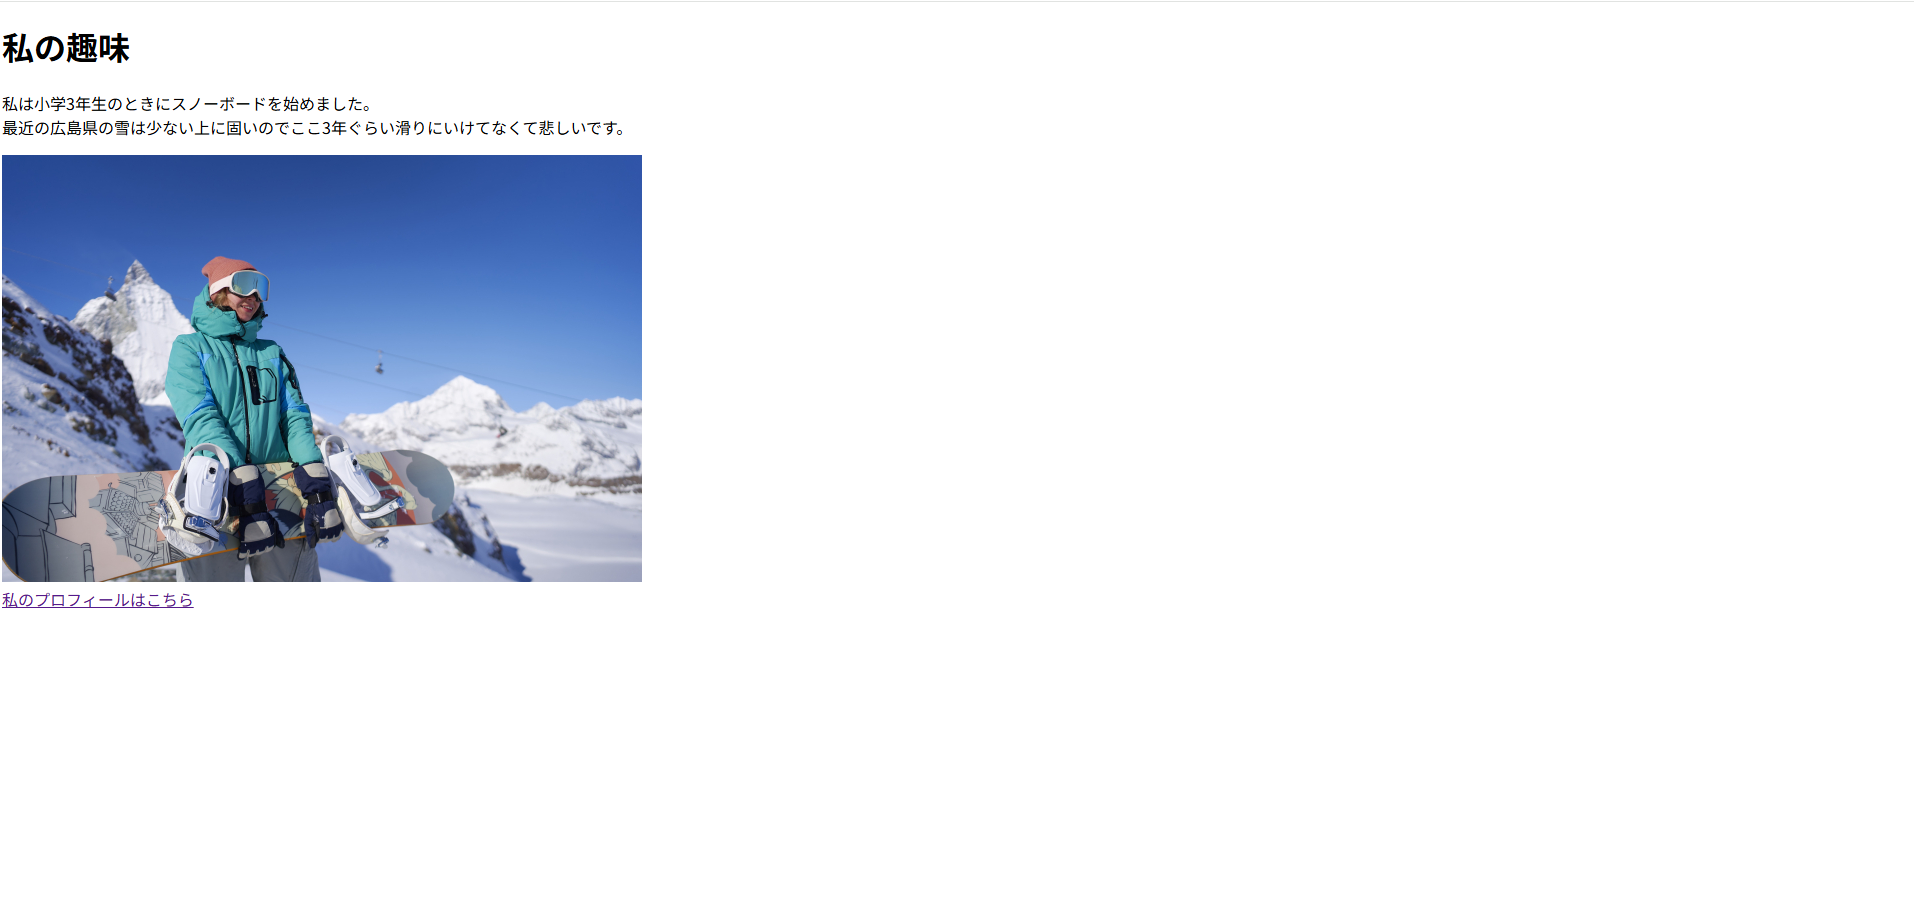 私の趣味
私は小学3年生のときにスノーボードを始めました。
最近の広島県の雪は少ない上に固いのでここ3年ぐらい滑りにいけてなくて悲しいです。
私のプロフィールはこちら